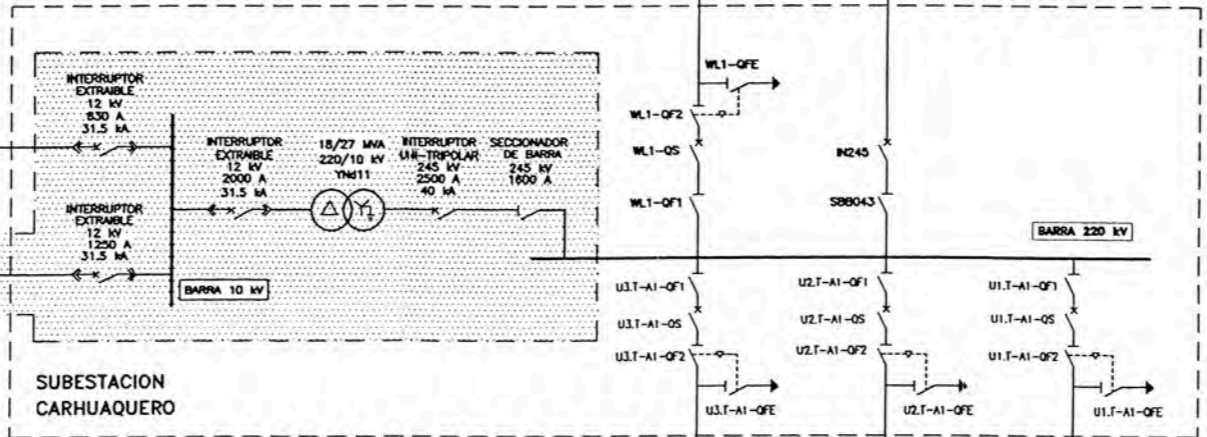 INTERRUPTOR
EXTRAIBLE
12 kV
630 A
31.5 kA
INTERRUPTOR
EXTRAIBLE
12 kV
1250 A
31.5 kA
BARRA 10 kV
INTERRUPTOR
EXTRAIBLE
12 kV
2000 A
31.5 kA
18/27 MVA
220/10 kV
YNd11
INTERRUPTOR
UNI-TRIPOLAR
245 kV
2500 A
40 kA
SECCIONADOR
DE BARRA
245 kV
1600 A
SUBESTACION
CARHUAQUERO
WL1-QFE
WL1-QF2
WL1-QS
WL1-QF1
IN245
SBB043
BARRA 220 kV
U3.T-A1-QF1
U3.T-A1-QS
U3.T-A1-QF2
U3.T-A1-QFE
U2.T-A1-QF1
U2.T-A1-QS
U2.T-A1-QF2
U2.T-A1-QFE
U1.T-A1-QF1
U1.T-A1-QS
U1.T-A1-QF2
U1.T-A1-QFE